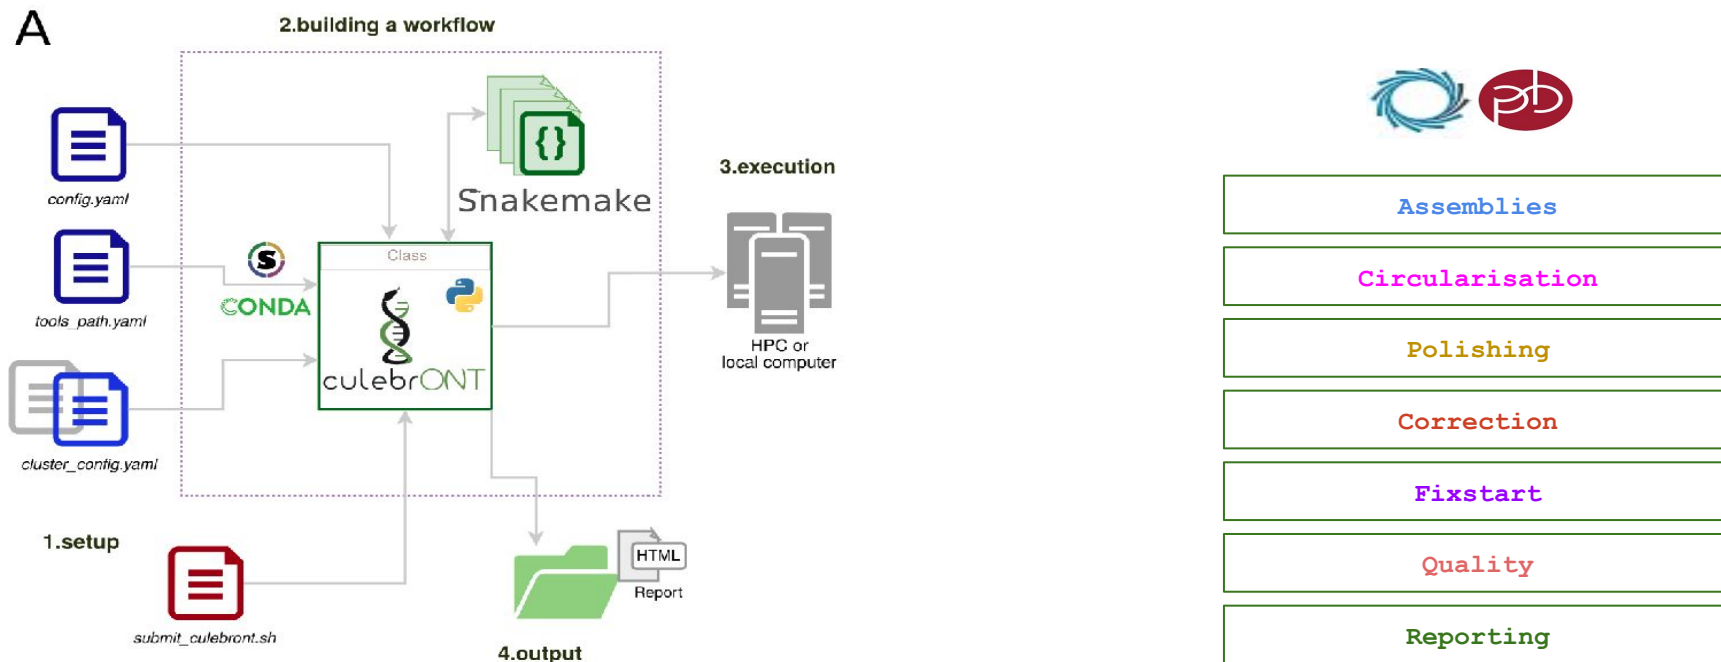 A
2.building a workflow
config.yaml
Snakemake
3.execution
tools_path.yaml
S
CONDA
Class
culebrONT
HPC or
local computer
cluster_config.yaml
1.setup
submit_culebront.sh
HTML
Report
4.output
pb
Assemblies
Circularisation
Polishing
Correction
Fixstart
Quality
Reporting